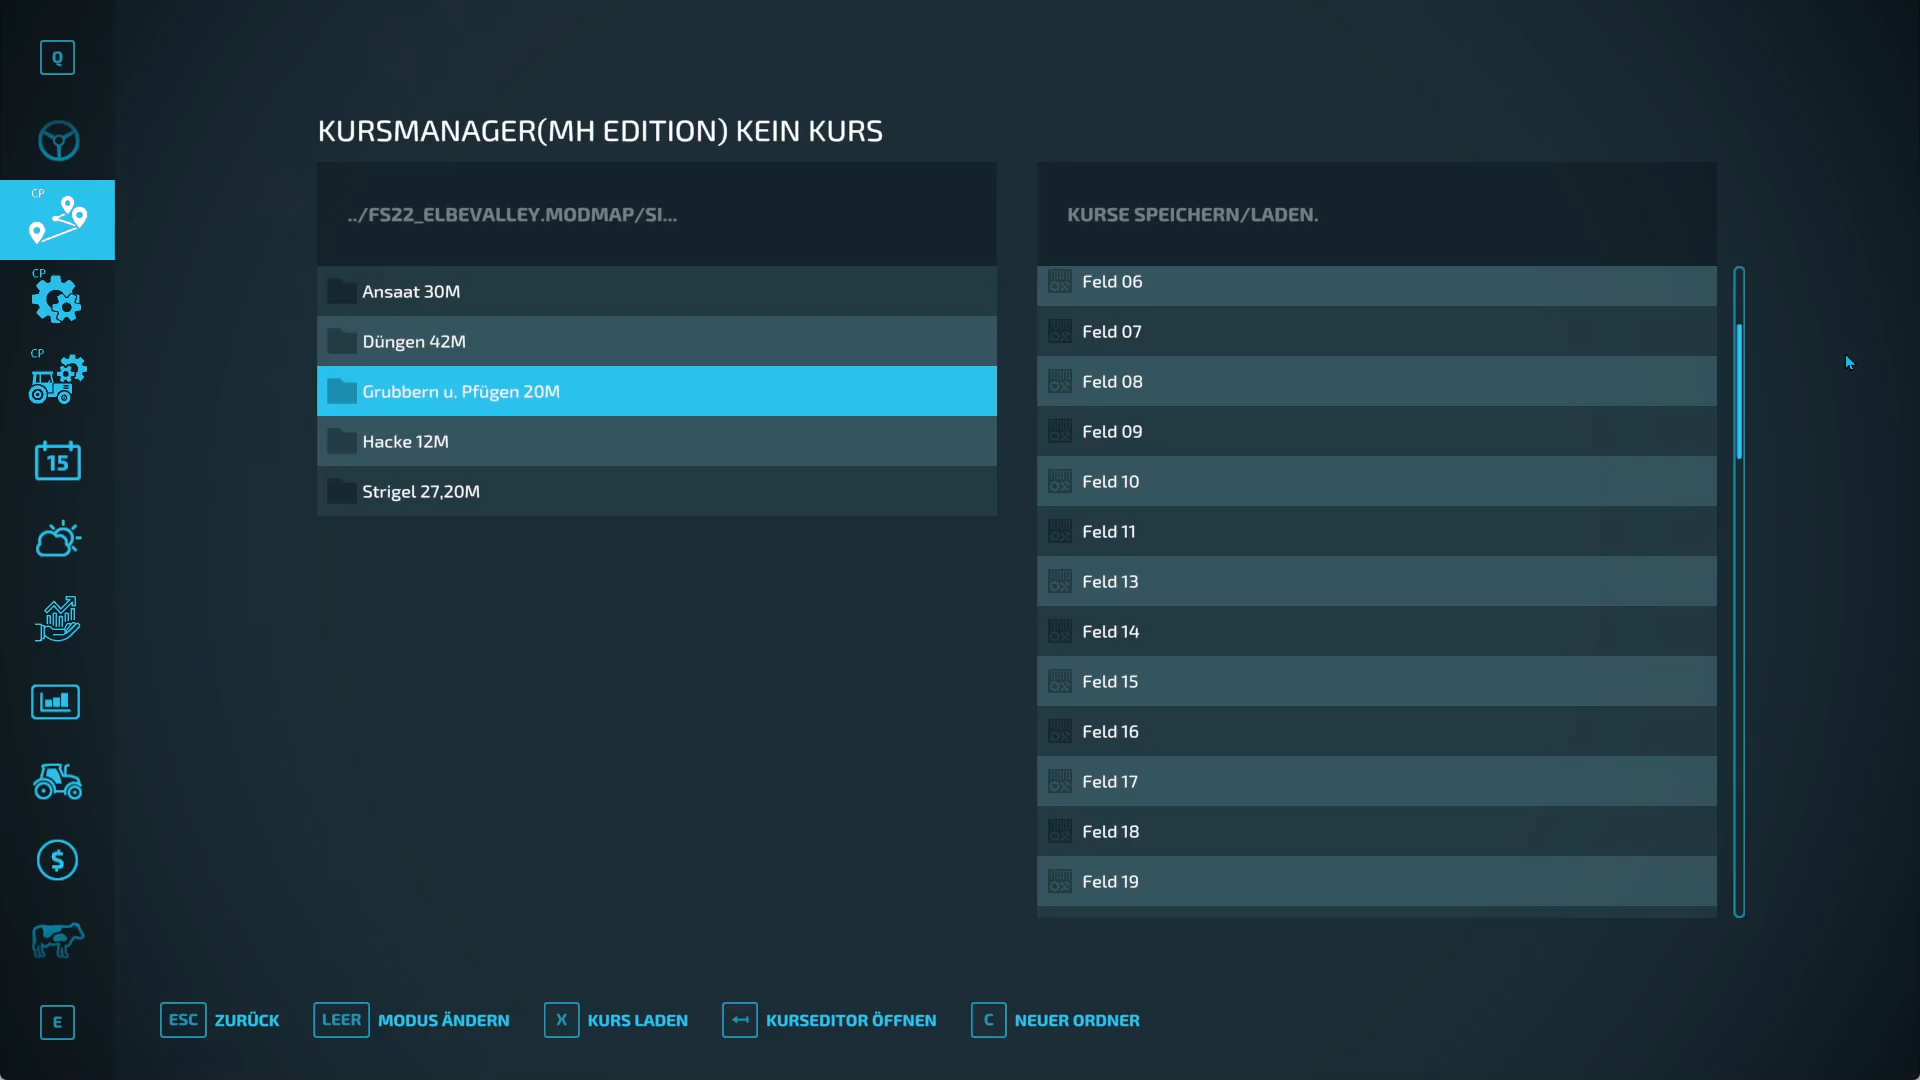 Q
KURSMANAGER(MH EDITION) KEIN KURS
CP
CP
CP
15
$
E
../FS22_ELBEVALLEY.MODMAP/SI...
Ansaat 30M
Düngen 42M
Grubbern u. Pfügen 20M
Hacke 12M
Strigel 27,20M
KURSE SPEICHERN/LADEN.
Feld 06
Feld 07
Feld 08
Feld 09
Feld 10
Feld 11
Feld 13
Feld 14
Feld 15
Feld 16
Feld 17
Feld 18
Feld 19
ESC ZURÜCK LEER MODUS ÄNDERN X KURS LADEN KURSEDITOR ÖFFNEN C NEUER ORDNER